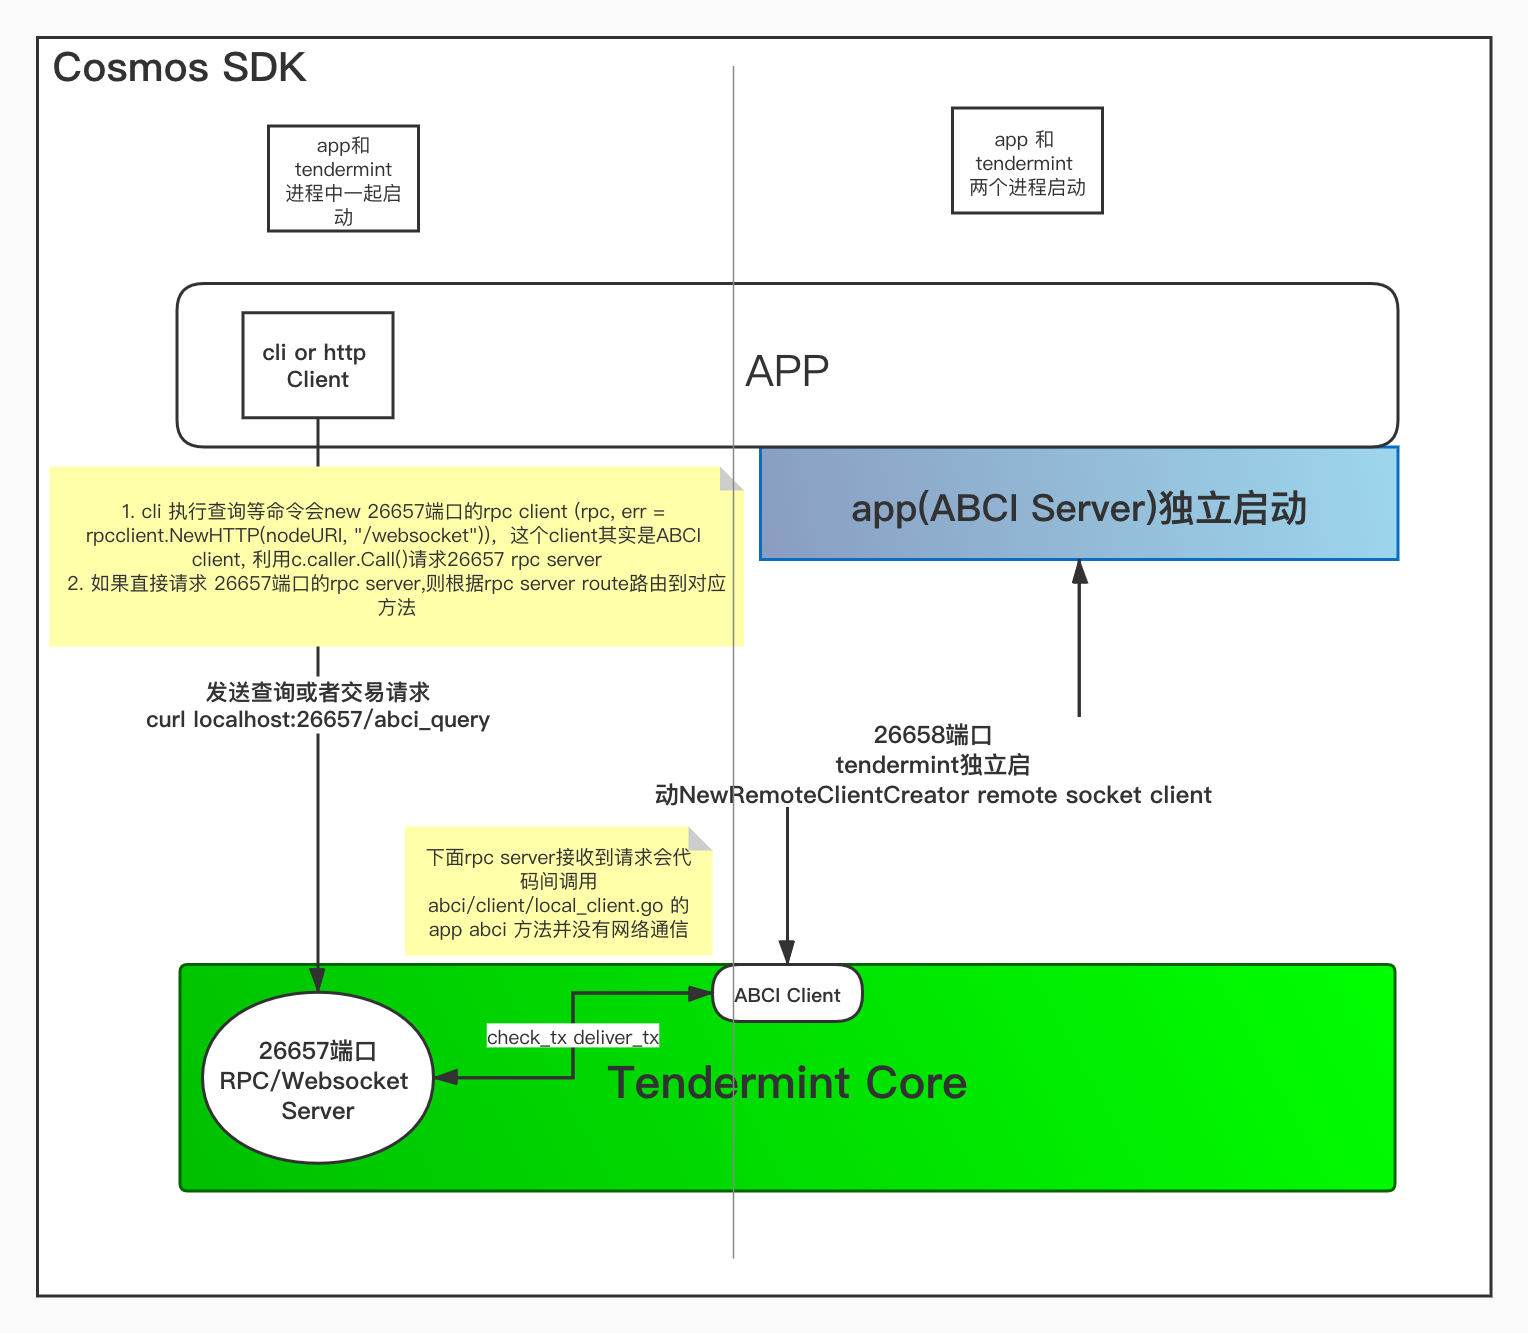 Cosmos SDK
app和
tendermint
进程中一起启
动
app 和
tendermint
两个进程启动
cli or http
Client
APP
1. cli 执行查询等命令会new 26657端口的rpc client (rpc, err =
rpcclient.NewHTTP(nodeURI, "/websocket"))，这个client其实是ABCI
client, 利用c.caller.Call()请求26657 rpc server
2. 如果直接请求 26657端口的rpc server,则根据rpc server route路由到对应
方法
app(ABCI Server)独立启动
发送查询或者交易请求
curl localhost:26657/abci_query
26658端口
tendermint独立启
动NewRemoteClientCreator remote socket client
下面rpc server接收到请求会代
码间调用
abci/client/local_client.go 的
app abci 方法并没有网络通信
ABCI Client
check_tx deliver_tx
26657端口
RPC/Websocket
Server
Tendermint Core